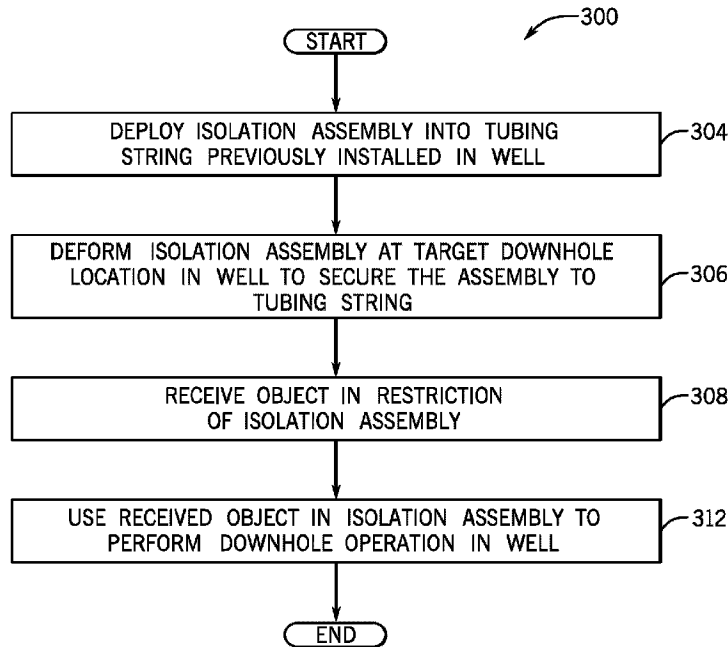 300
START
DEPLOY ISOLATION ASSEMBLY INTO TUBING
STRING PREVIOUSLY INSTALLED IN WELL
304
DEFORM ISOLATION ASSEMBLY AT TARGET DOWNHOLE
LOCATION IN WELL TO SECURE THE ASSEMBLY TO
TUBING STRING
306
RECEIVE OBJECT IN RESTRICTION
OF ISOLATION ASSEMBLY
308
USE RECEIVED OBJECT IN ISOLATION ASSEMBLY TO
PERFORM DOWNHOLE OPERATION IN WELL
312
END